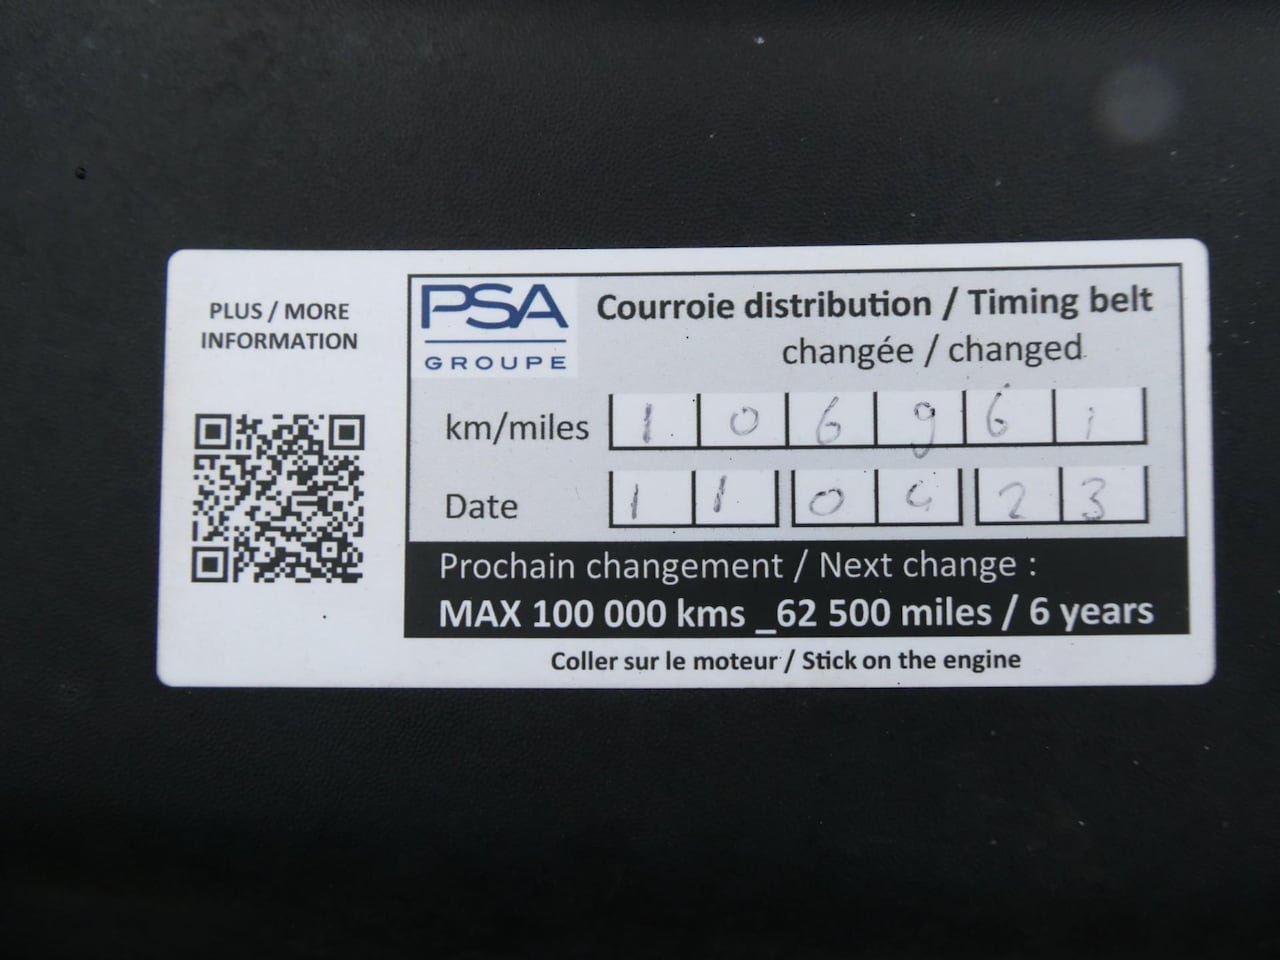 PLUS / MORE
INFORMATION
PSA
GROUPE
Courroie distribution / Timing belt
changée / changed
km/miles 1 0 6 9 6 1
Date 1 1 0 4 2 3
Prochain changement / Next change :
MAX 100 000 kms _62 500 miles / 6 years
Coller sur le moteur / Stick on the engine